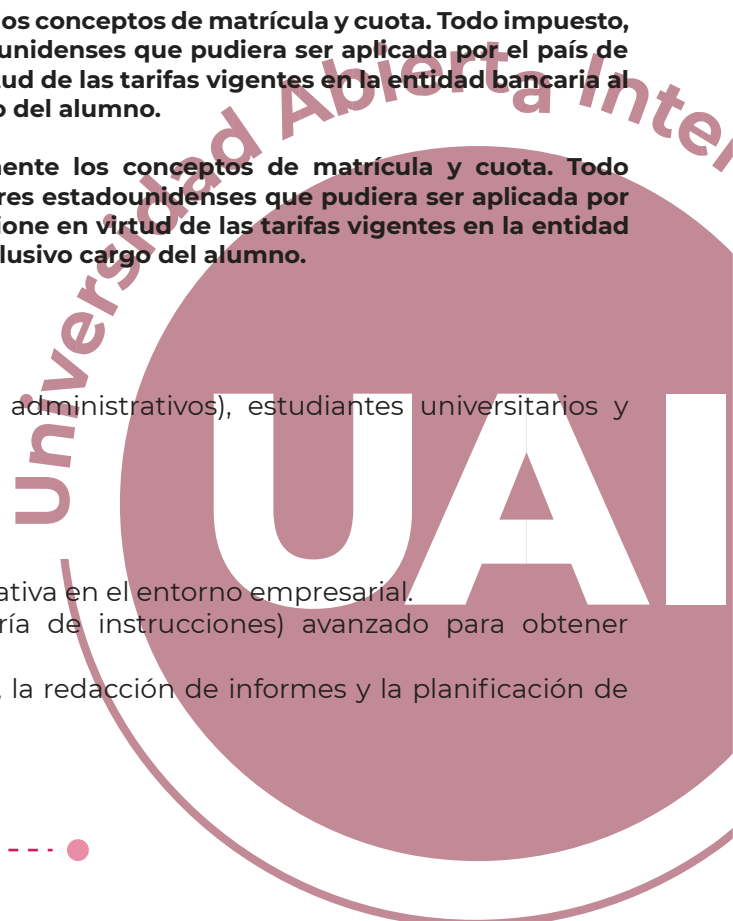 os conceptos de matrícula y cuota. Todo impuesto,
unidenses que pudiera ser aplicada por el país de
tud de las tarifas vigentes en la entidad bancaria al
o del alumno.
nente los conceptos de matrícula y cuota. Todo
res estadounidenses que pudiera ser aplicada por
ione en virtud de las tarifas vigentes en la entidad
lusivo cargo del alumno.
Universidad Abierta Inter
UAI
administrativos), estudiantes universitarios y
ativa en el entorno empresarial.
ría de instrucciones) avanzado para obtener
, la redacción de informes y la planificación de